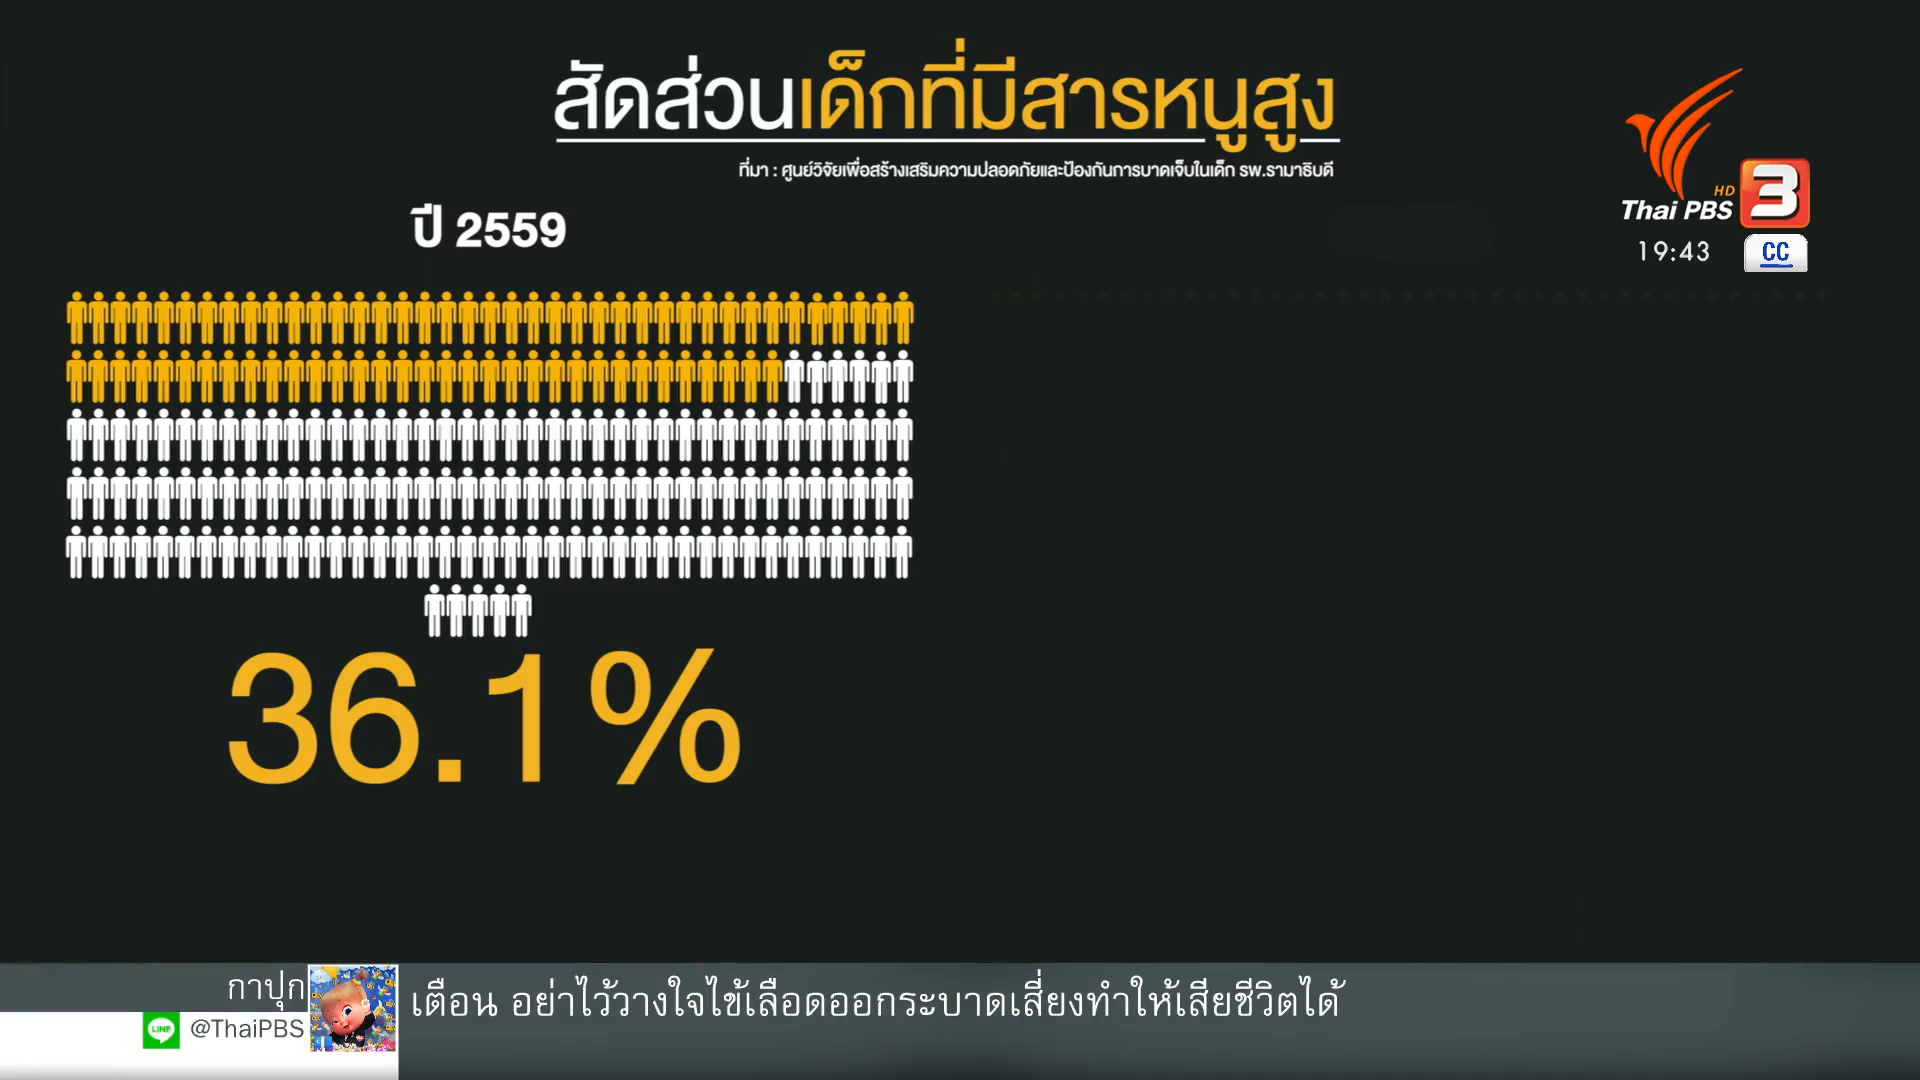 สัดส่วนเด็กที่มีสารหนูสูง
ที่มา : ศูนย์วิจัยเพื่อสร้างเสริมความปลอดภัยและป้องกันการบาดเจ็บในเด็ก รพ.รามาธิบดี
HD
Thai PBS 3
19:43 CC
ปี 2559
36.1%
กาปุก
LINE @ThaiPBS
เตือน อย่าไว้วางใจไข้เลือดออกระบาดเสี่ยงทำให้เสียชีวิตได้